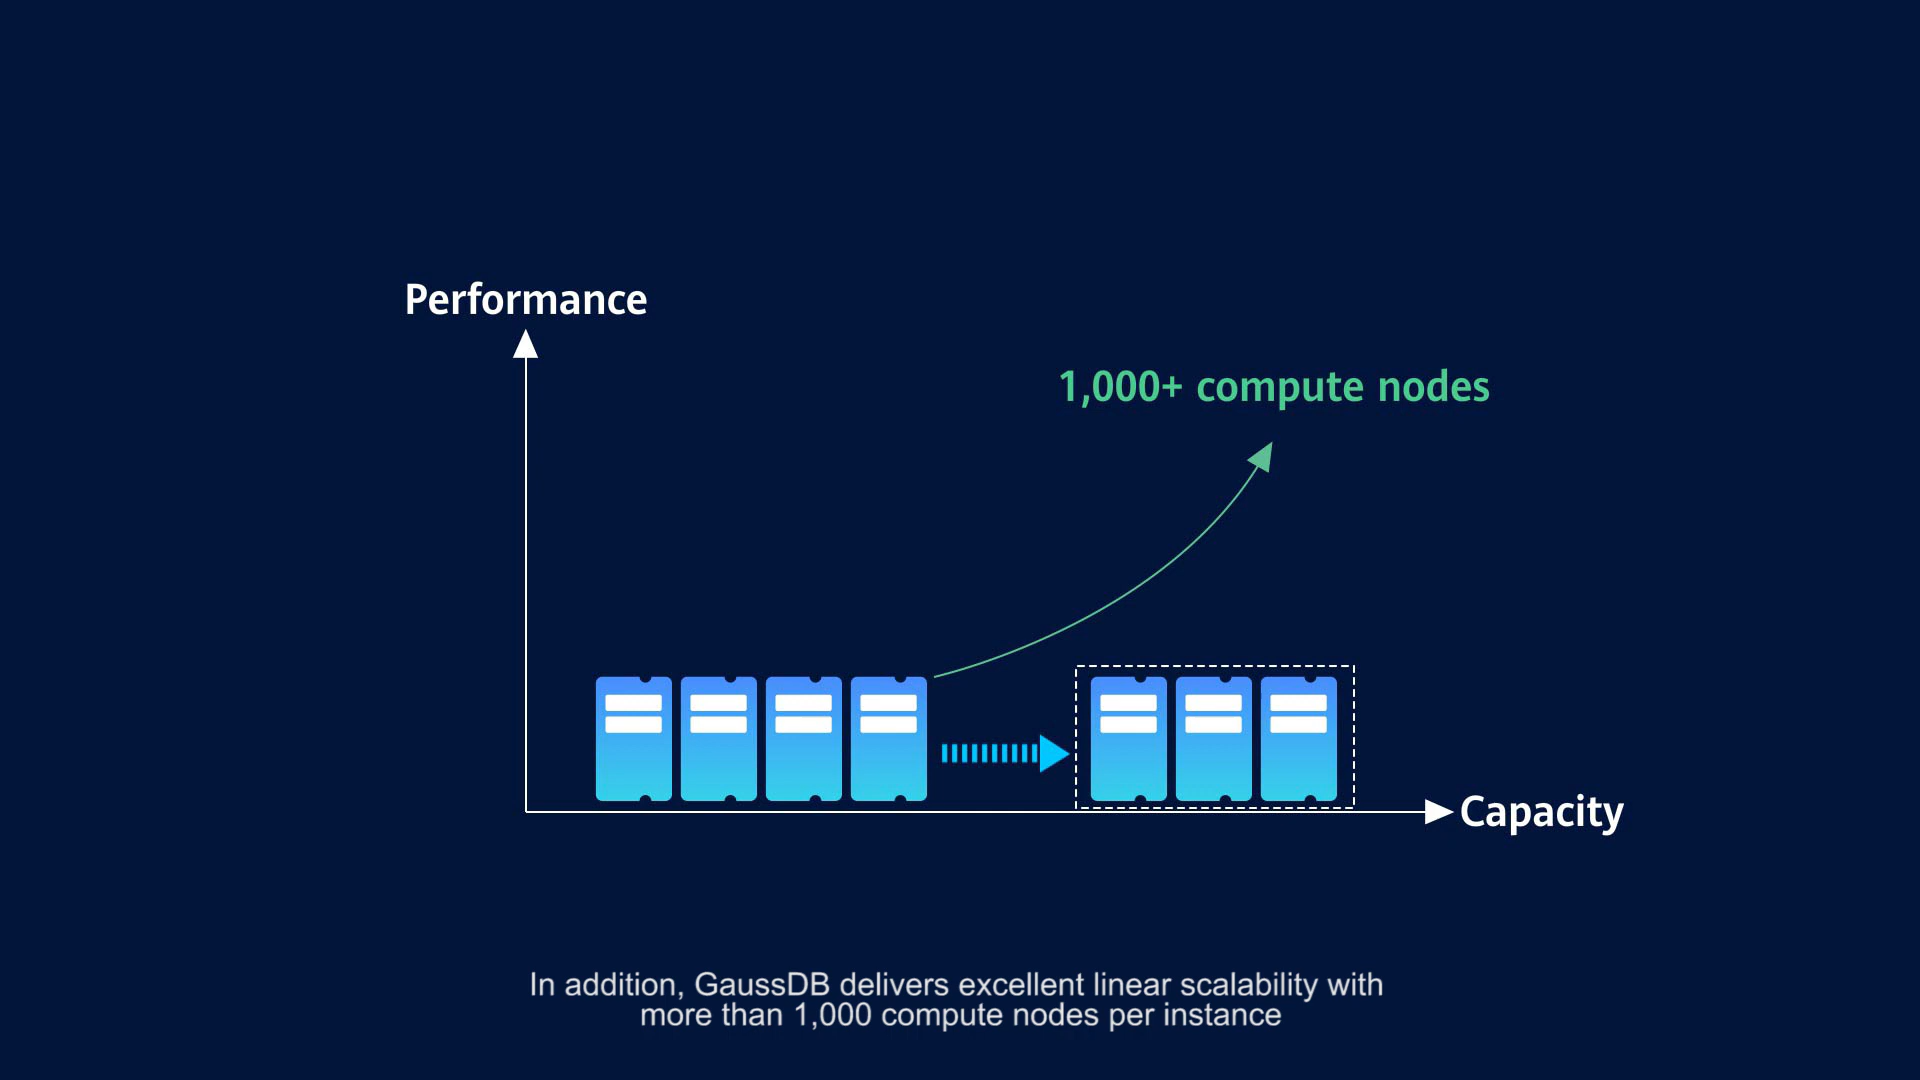 Performance
1,000+ compute nodes
Capacity
In addition, GaussDB delivers excellent linear scalability with
more than 1,000 compute nodes per instance